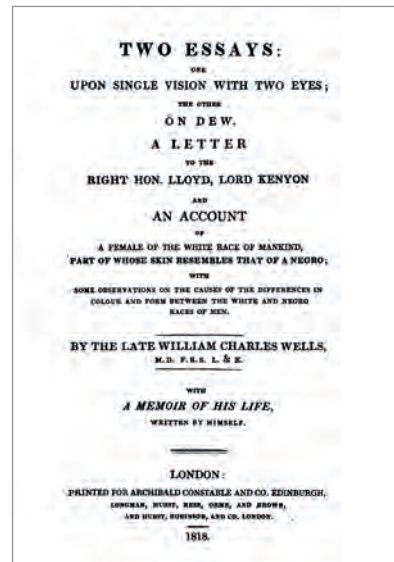 TWO ESSAYS:
ONE
UPON SINGLE VISION WITH TWO EYES;
THE OTHER
ON DEW.
A LETTER
TO THE
RIGHT HON. LLOYD, LORD KENYON
AND
AN ACCOUNT
OF
A FEMALE OF THE WHITE RACE OF MANKIND,
PART OF WHOSE SKIN RESEMBLES THAT OF A NEGRO;
WITH
SOME OBSERVATIONS ON THE CAUSES OF THE DIFFERENCES IN
COLOUR AND FORM BETWEEN THE WHITE AND NEGRO
RACES OF MEN.
BY THE LATE WILLIAM CHARLES WELLS,
M.D. F.R.S. L. & E.
WITH
A MEMOIR OF HIS LIFE,
WRITTEN BY HIMSELF.
LONDON:
PRINTED FOR ARCHIBALD CONSTABLE AND CO. EDINBURGH,
LONGMAN, HURST, REES, ORME, AND BROWN,
AND HURST, ROBINSON, AND CO. LONDON.
1818.